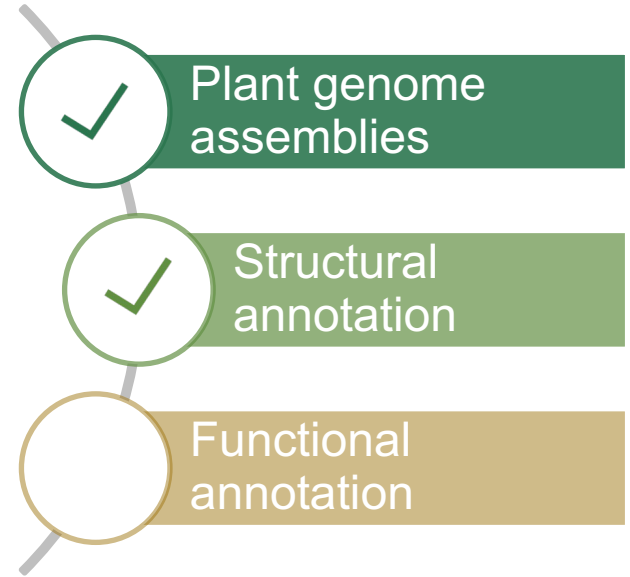 Plant genome
assemblies
Structural
annotation
Functional
annotation